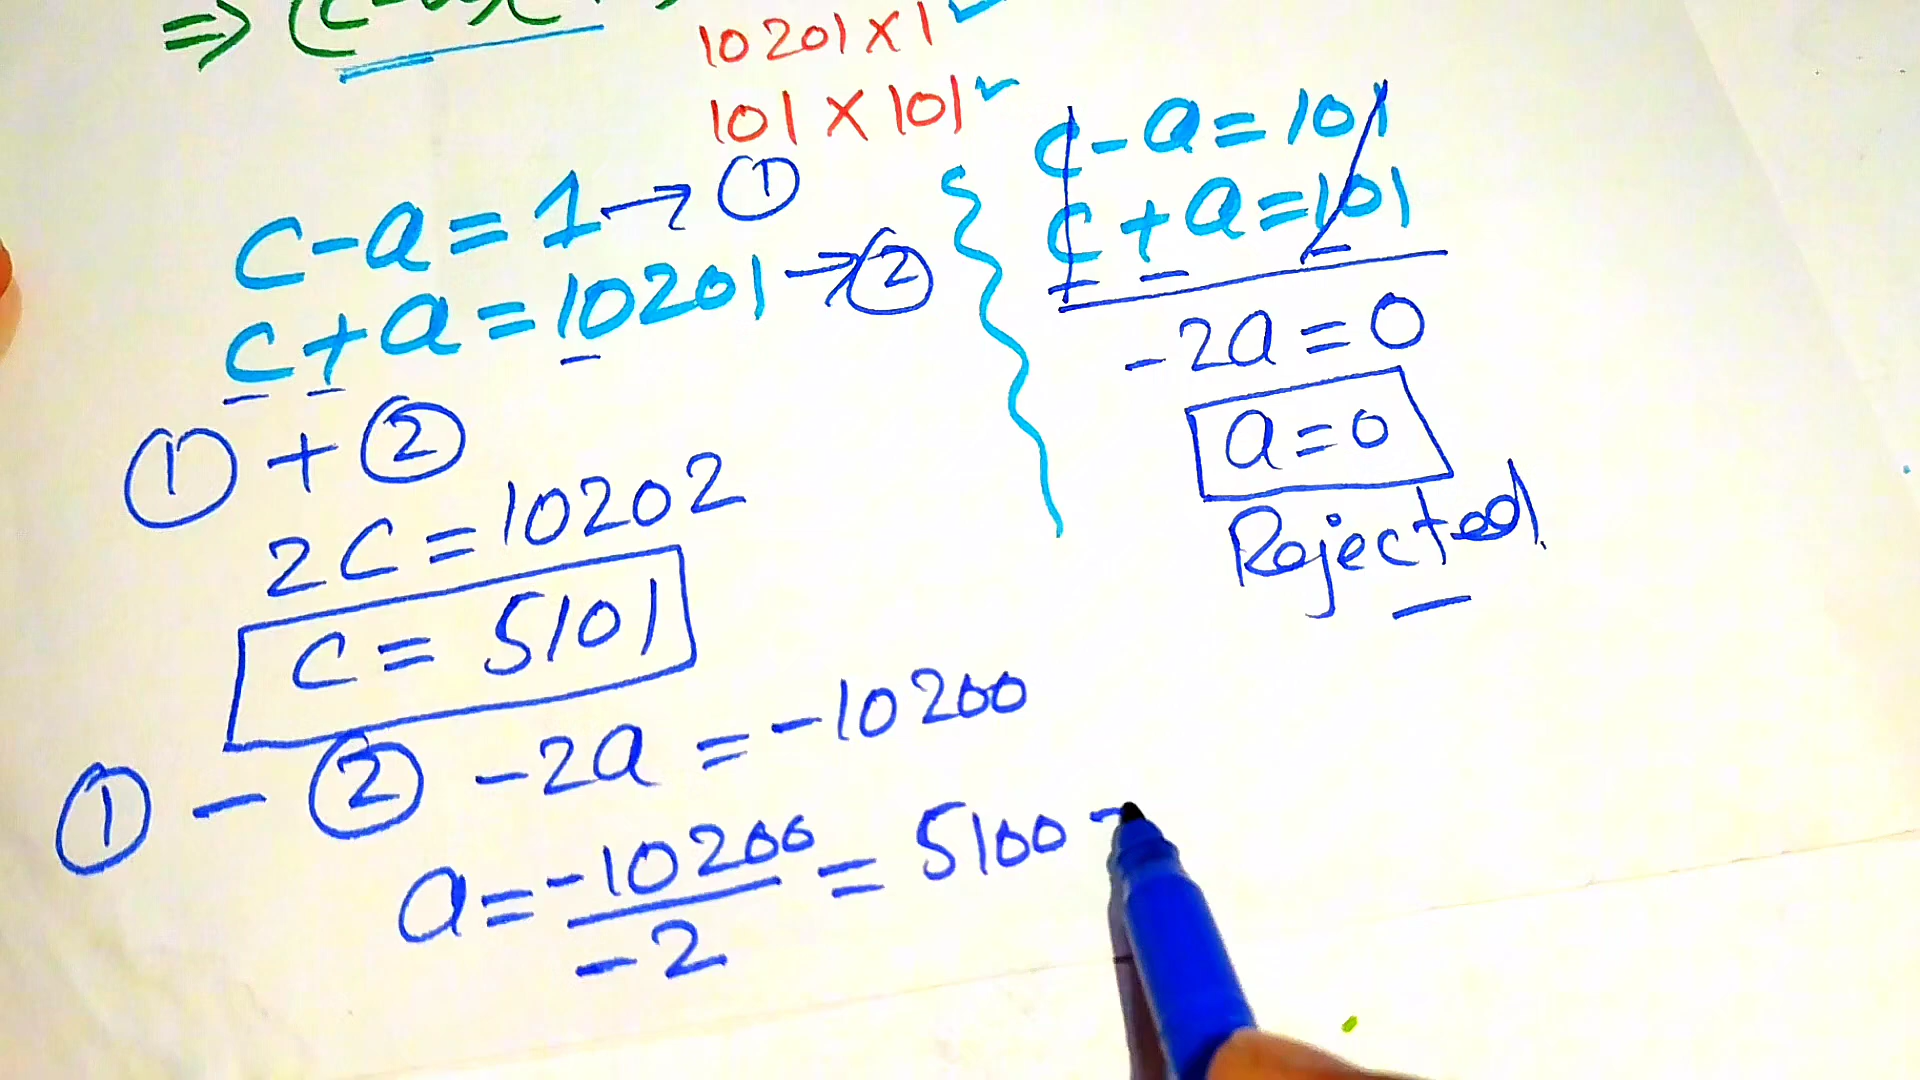 ⇒
10201 × 1 ✓
101 × 101 ✓
c - a = 1 → ①
c + a = 10201 → ②
① + ②
2c = 10202
c = 5101
① - ② -2a = -10200
a = -10200/-2 = 5100
c - a = 101
c + a = 101
-2a = 0
a = 0
Rejected